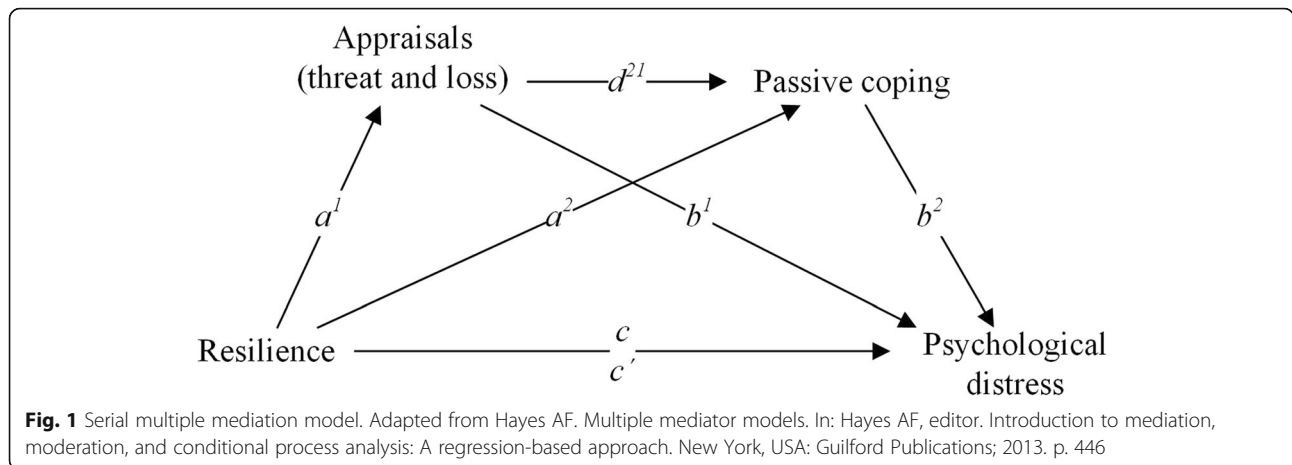 Appraisals
(threat and loss)
d21
Passive coping
a1
a2
b1
b2
Resilience
c
c′
Psychological
distress
Fig. 1 Serial multiple mediation model. Adapted from Hayes AF. Multiple mediator models. In: Hayes AF, editor. Introduction to mediation,
moderation, and conditional process analysis: A regression-based approach. New York, USA: Guilford Publications; 2013. p. 446